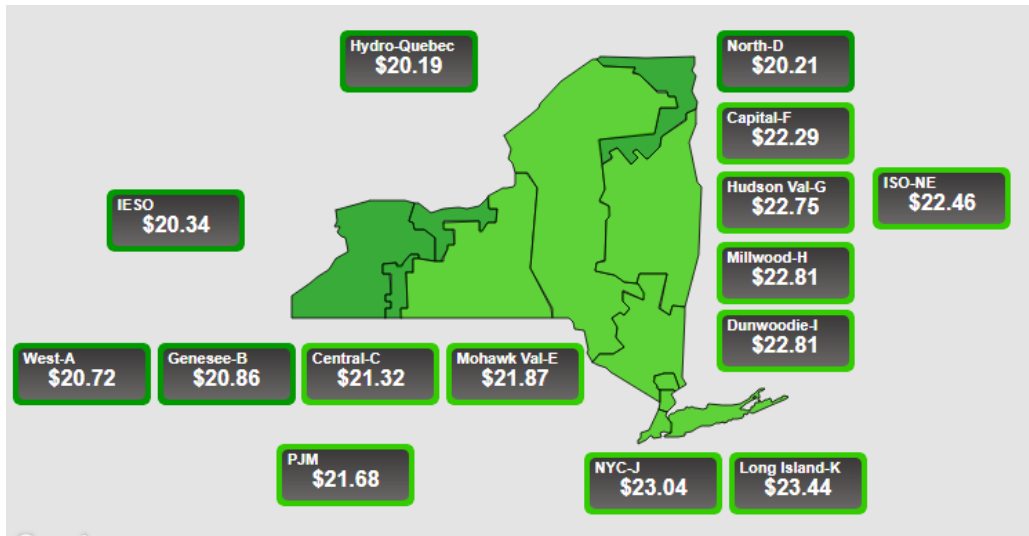 Hydro-Quebec
$20.19
North-D
$20.21
Capital-F
$22.29
IESO
$20.34
Hudson Val-G
$22.75
ISO-NE
$22.46
Millwood-H
$22.81
Dunwoodie-I
$22.81
West-A
$20.72
Genesee-B
$20.86
Central-C
$21.32
Mohawk Val-E
$21.87
PJM
$21.68
NYC-J
$23.04
Long Island-K
$23.44